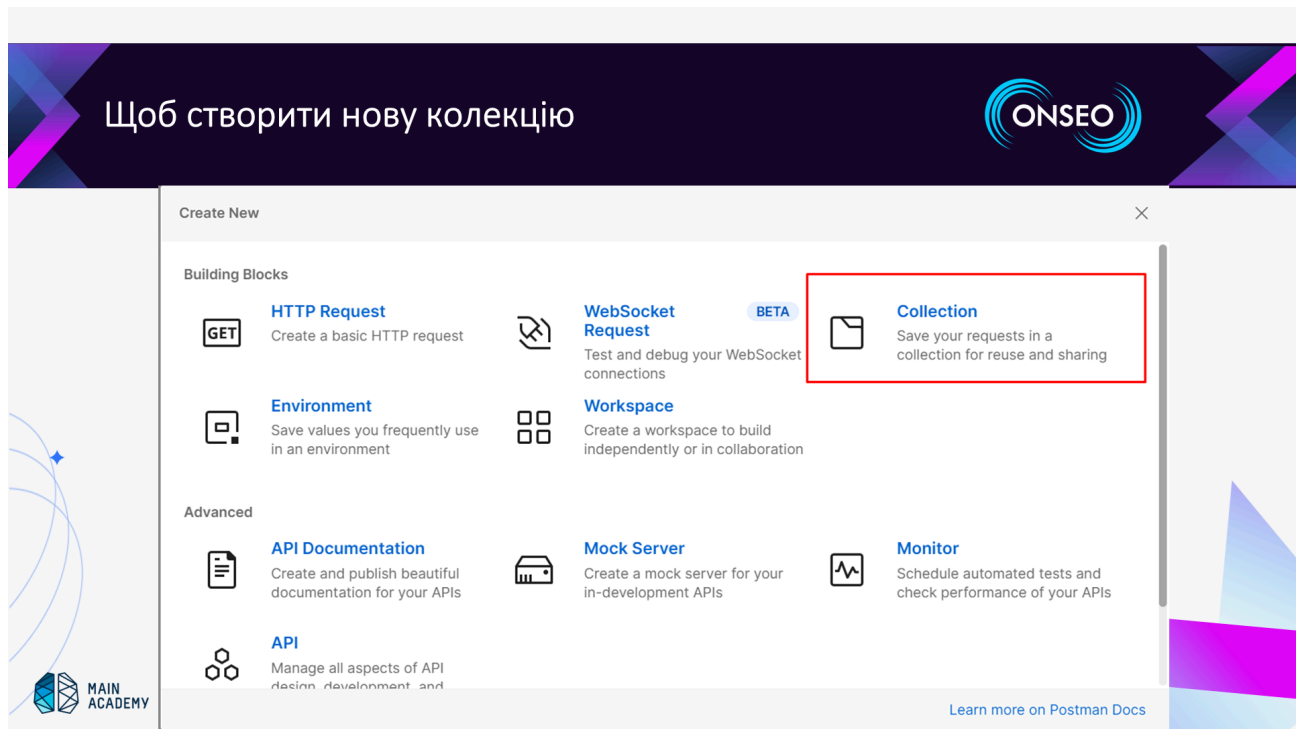 Щоб створити нову колекцію
ONSEO
Create New
Building Blocks
GET
HTTP Request
Create a basic HTTP request
WebSocket
Request
BETA
Test and debug your WebSocket
connections
Collection
Save your requests in a
collection for reuse and sharing
Environment
Save values you frequently use
in an environment
Workspace
Create a workspace to build
independently or in collaboration
Advanced
API Documentation
Create and publish beautiful
documentation for your APIs
Mock Server
Create a mock server for your
in-development APIs
Monitor
Schedule automated tests and
check performance of your APIs
API
Manage all aspects of API
design, development, and
MAIN
ACADEMY
Learn more on Postman Docs